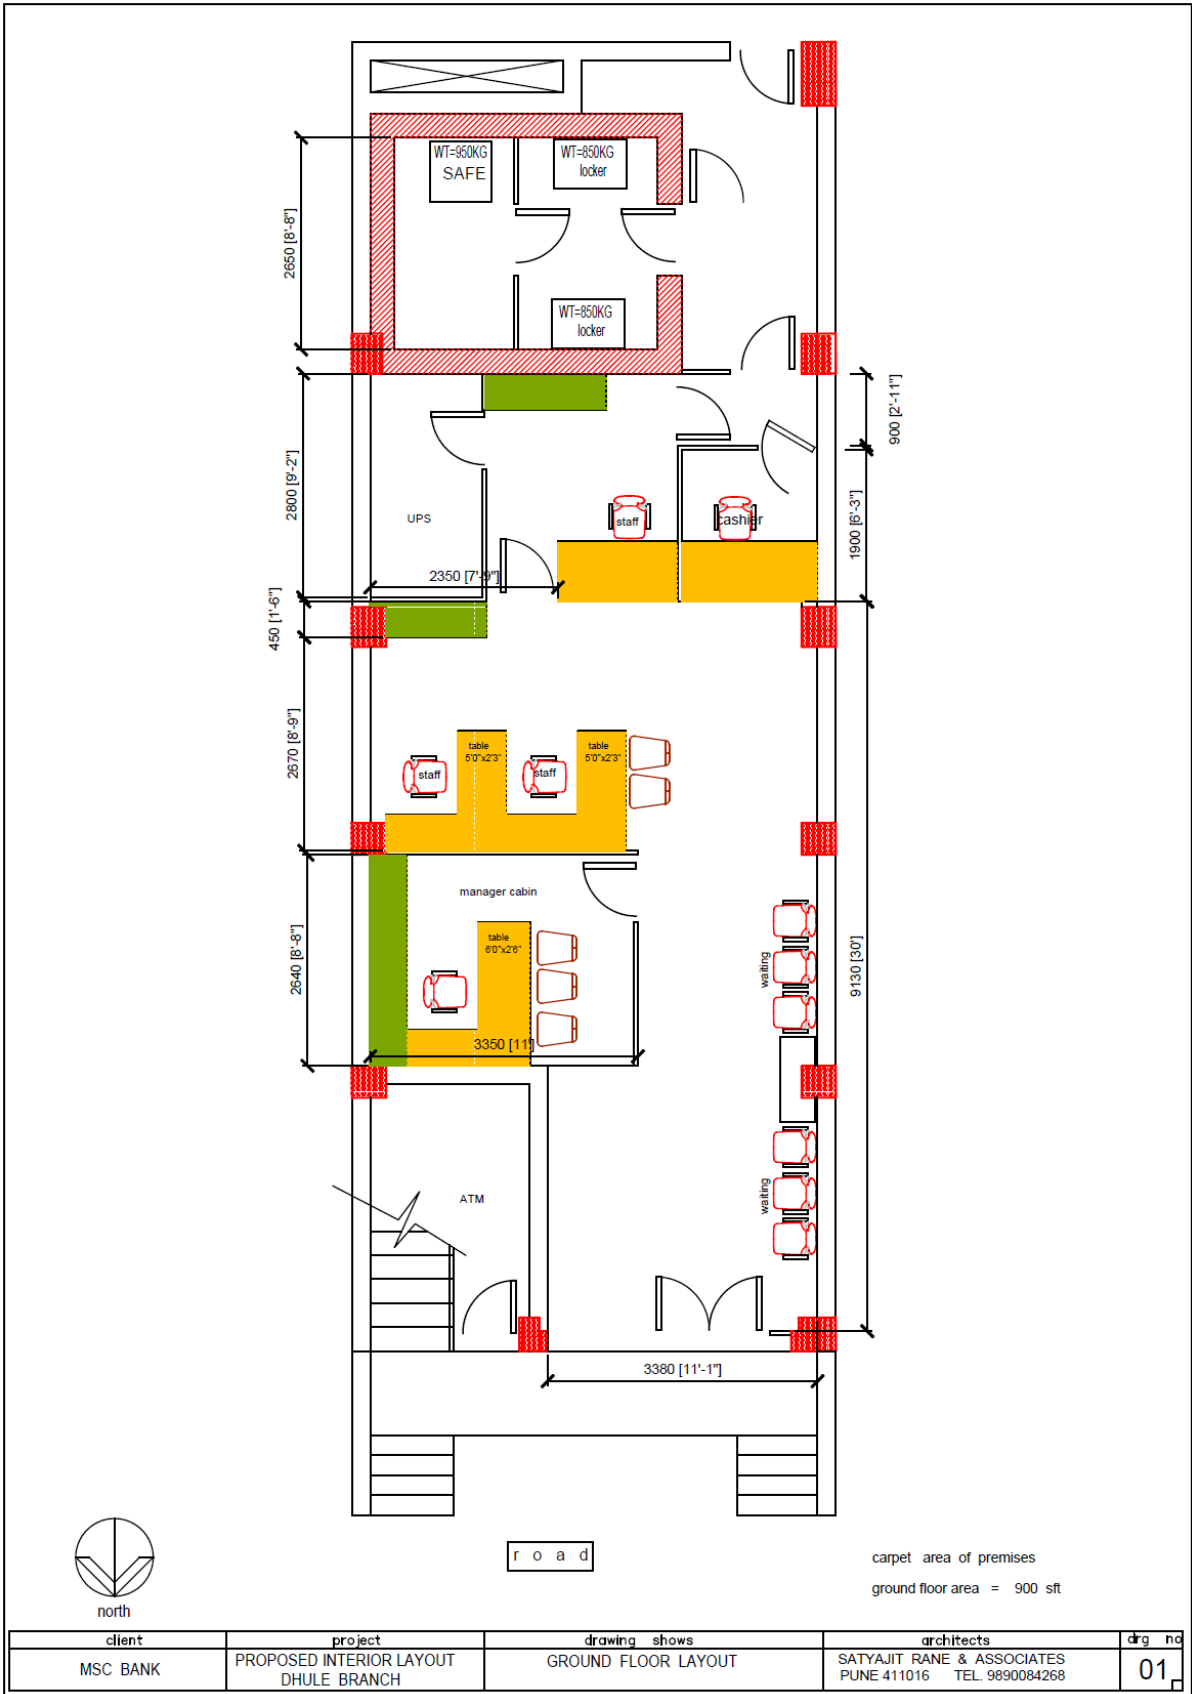 WT=950KG
SAFE
WT=850KG
locker
2650 [8'-8"]
WT=850KG
locker
900 [2'-11"]
2800 [9'-2"]
UPS
staff
cashier
1900 [6'-3"]
2350 [7'-9"]
450 [1'-6"]
2670 [8'-9"]
table
5'0"x2'3"
table
5'0"x2'3"
staff
staff
manager cabin
table
6'0"x2'6"
2640 [8'-8"]
waiting
9130 [30']
3350 [11']
ATM
waiting
3380 [11'-1"]
road
carpet area of premises
ground floor area = 900 sft
north
client
project
drawing shows
architects
drg no
MSC BANK
PROPOSED INTERIOR LAYOUT
DHULE BRANCH
GROUND FLOOR LAYOUT
SATYAJIT RANE & ASSOCIATES
PUNE 411016 TEL. 9890084268
01